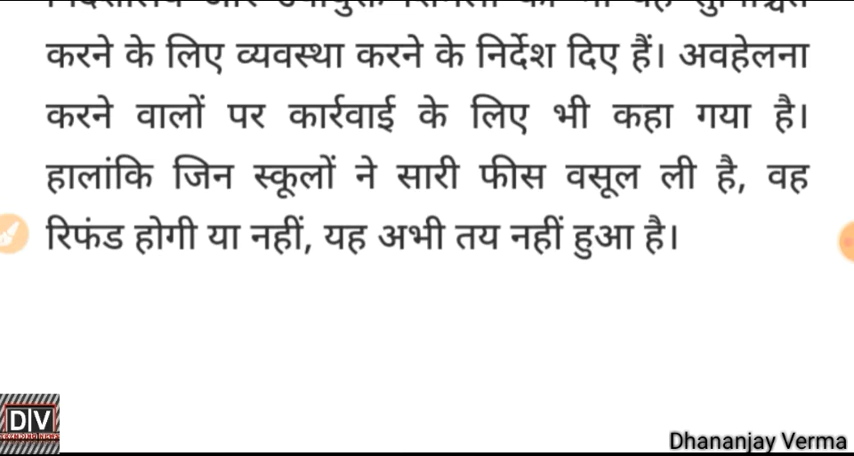 करने के लिए व्यवस्था करने के निर्देश दिए हैं। अवहेलना
करने वालों पर कार्रवाई के लिए भी कहा गया है।
हालांकि जिन स्कूलों ने सारी फीस वसूल ली है, वह
रिफंड होगी या नहीं, यह अभी तय नहीं हुआ है।
DIV
Dhananjay Verma